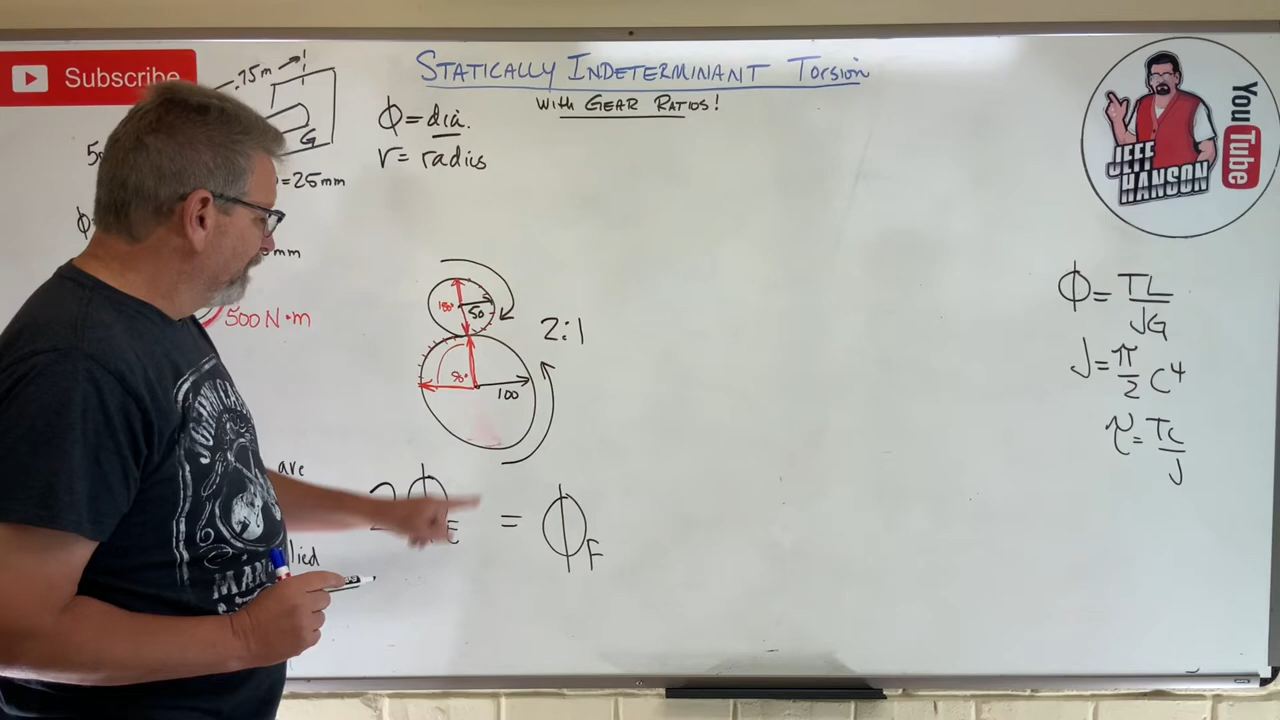 Subscribe
.75m
STATICALLY INDETERMINANT TORSION
With GEAR RATIOS!
ϕ = dia.
r = radius
G
= 25mm
mm
500 N·m
180°
50
2:1
90°
100
2ϕE = ϕF
are
lied
MAN
JEFF
HANSON
YouTube
ϕ = TL/JG
J = π/2 C⁴
τ = Tc/J